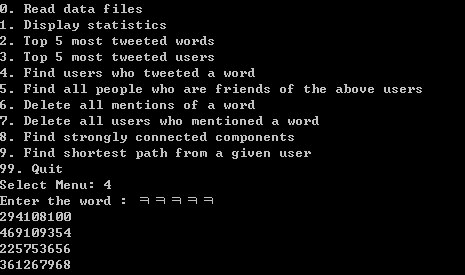 0. Read data files
1. Display statistics
2. Top 5 most tweeted words
3. Top 5 most tweeted users
4. Find users who tweeted a word
5. Find all people who are friends of the above users
6. Delete all mentions of a word
7. Delete all users who mentioned a word
8. Find strongly connected components
9. Find shortest path from a given user
99. Quit
Select Menu: 4
Enter the word : ㅋㅋㅋㅋㅋ
294108100
469109354
225753656
361267968